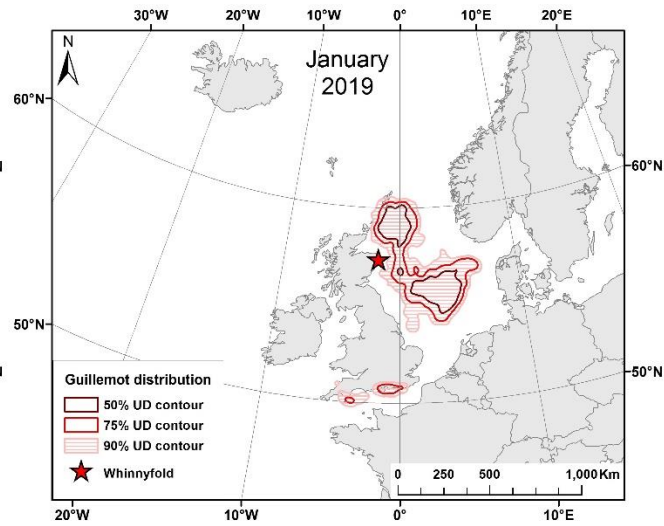 30°W 20°W 10°W 0° 10°E 20°E
N
January
2019
60°N 60°N
50°N 50°N
Guillemot distribution
50% UD contour
75% UD contour
90% UD contour
Whinnyfold
0 250 500 1,000 Km
20°W 10°W 0° 10°E